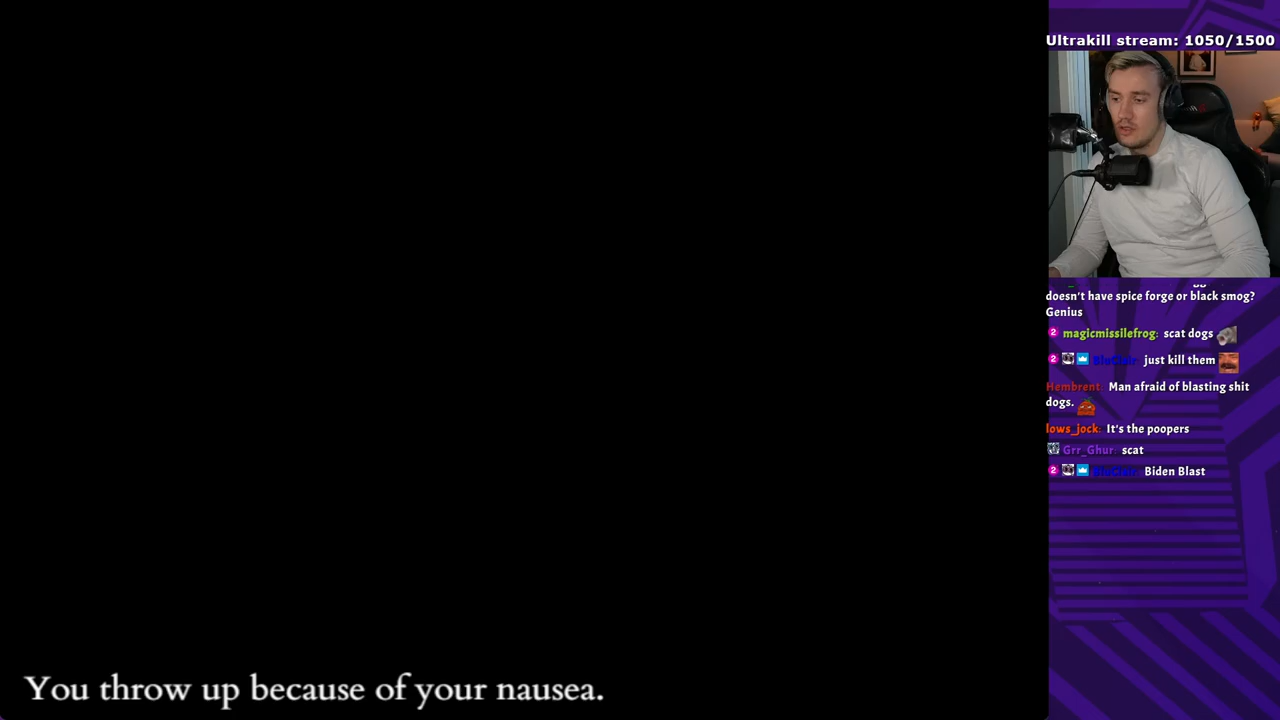 Ultrakill stream: 1050/1500
doesn't have spice forge or black smog?
Genius
magicmissilefrog: scat dogs
BluClair: just kill them
Hembrent: Man afraid of blasting shit
dogs.
lows_jock: It's the poopers
Grr_Ghur: scat
BluClair: Biden Blast
You throw up because of your nausea.